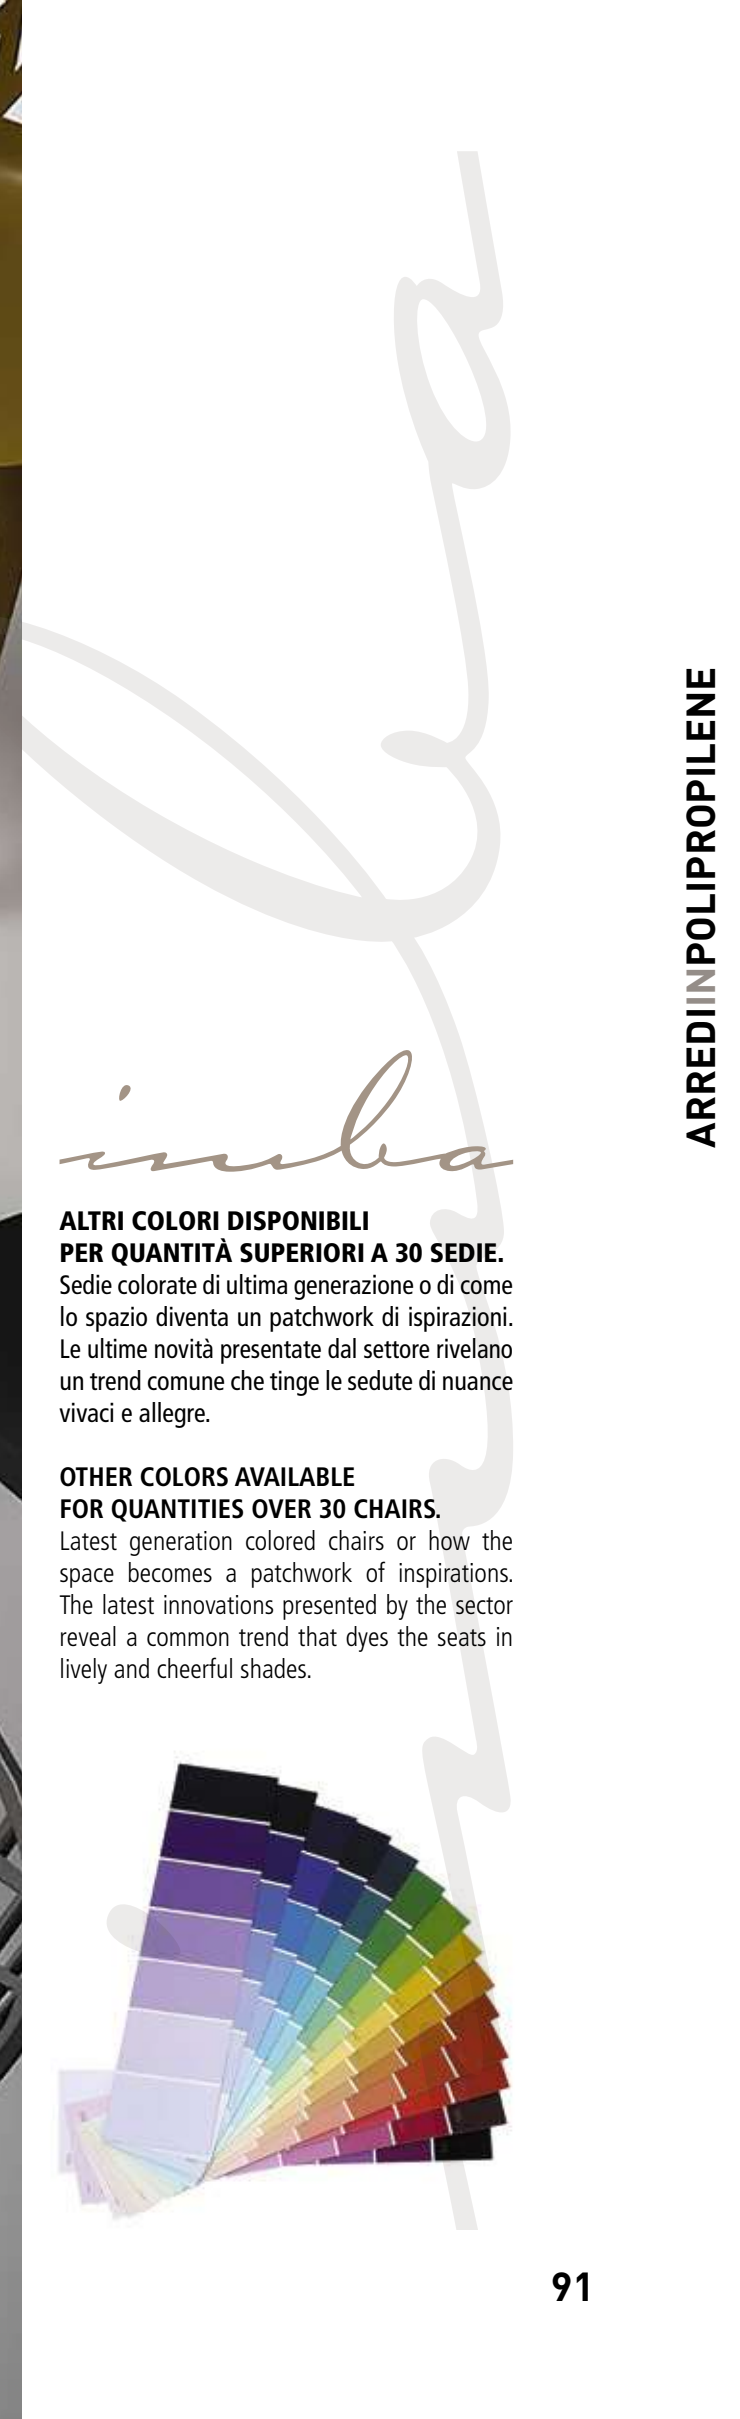 inuba
ALTRI COLORI DISPONIBILI
PER QUANTITÀ SUPERIORI A 30 SEDIE.
Sedie colorate di ultima generazione o di come
lo spazio diventa un patchwork di ispirazioni.
Le ultime novità presentate dal settore rivelano
un trend comune che tinge le sedute di nuance
vivaci e allegre.
OTHER COLORS AVAILABLE
FOR QUANTITIES OVER 30 CHAIRS.
Latest generation colored chairs or how the
space becomes a patchwork of inspirations.
The latest innovations presented by the sector
reveal a common trend that dyes the seats in
lively and cheerful shades.
ARREDIINPOLIPROPILENE
91